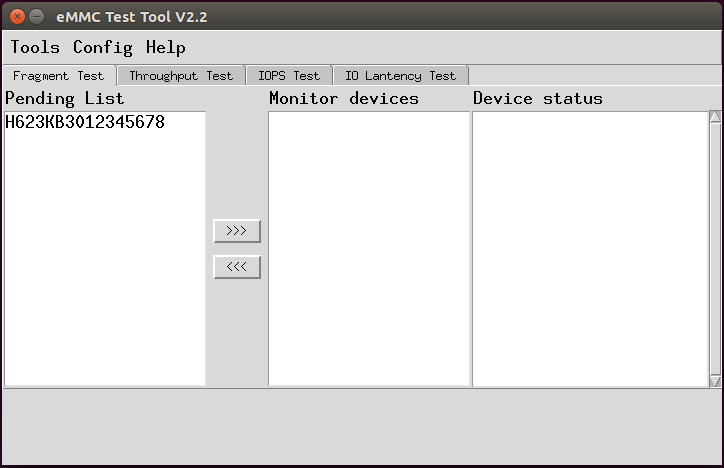 eMMC Test Tool V2.2
Tools Config Help
Fragment Test Throughput Test IOPS Test IO Lantency Test
Pending List Monitor devices Device status
H623KB3012345678
>>>
<<<